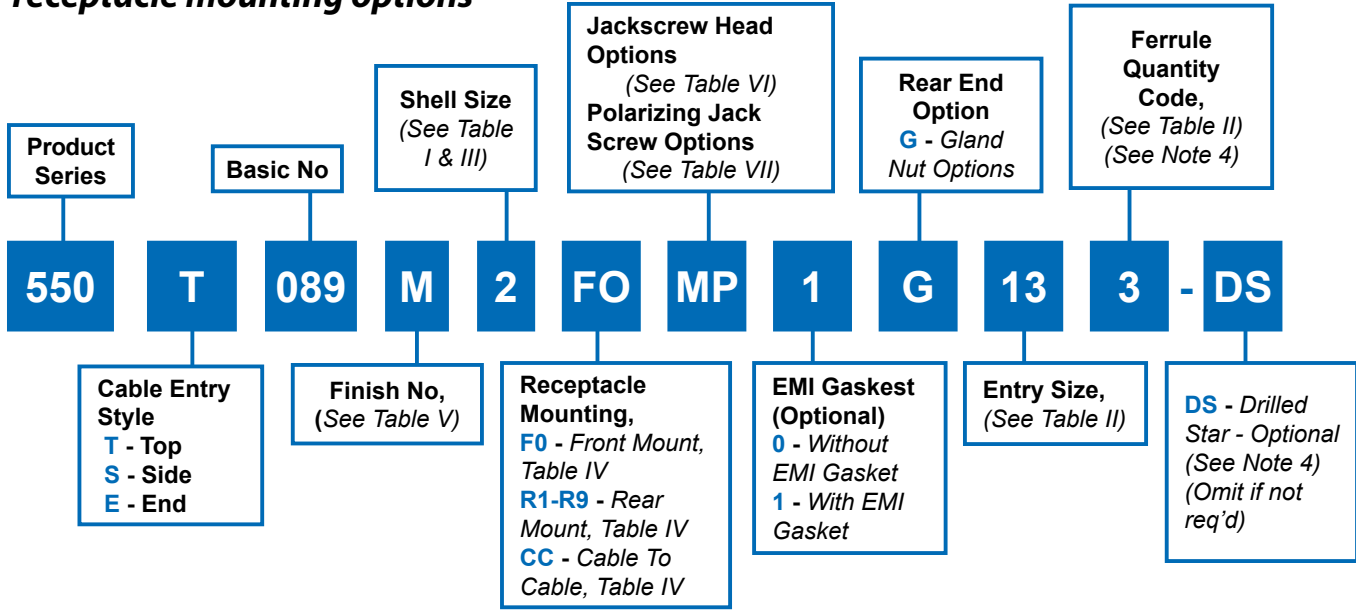 receptacle mounting options
Product
Series
Basic No
Shell Size
(See Table
I & III)
Jackscrew Head
Options
(See Table VI)
Polarizing Jack
Screw Options
(See Table VII)
Rear End
Option
G - Gland
Nut Options
Ferrule
Quantity
Code,
(See Table II)
(See Note 4)
550 T 089 M 2 FO MP 1 G 13 3 - DS
Cable Entry
Style
T - Top
S - Side
E - End
Finish No,
(See Table V)
Receptacle
Mounting,
F0 - Front Mount,
Table IV
R1-R9 - Rear
Mount, Table IV
CC - Cable To
Cable, Table IV
EMI Gaskest
(Optional)
0 - Without
EMI Gasket
1 - With EMI
Gasket
Entry Size,
(See Table II)
DS - Drilled
Star - Optional
(See Note 4)
(Omit if not
req'd)